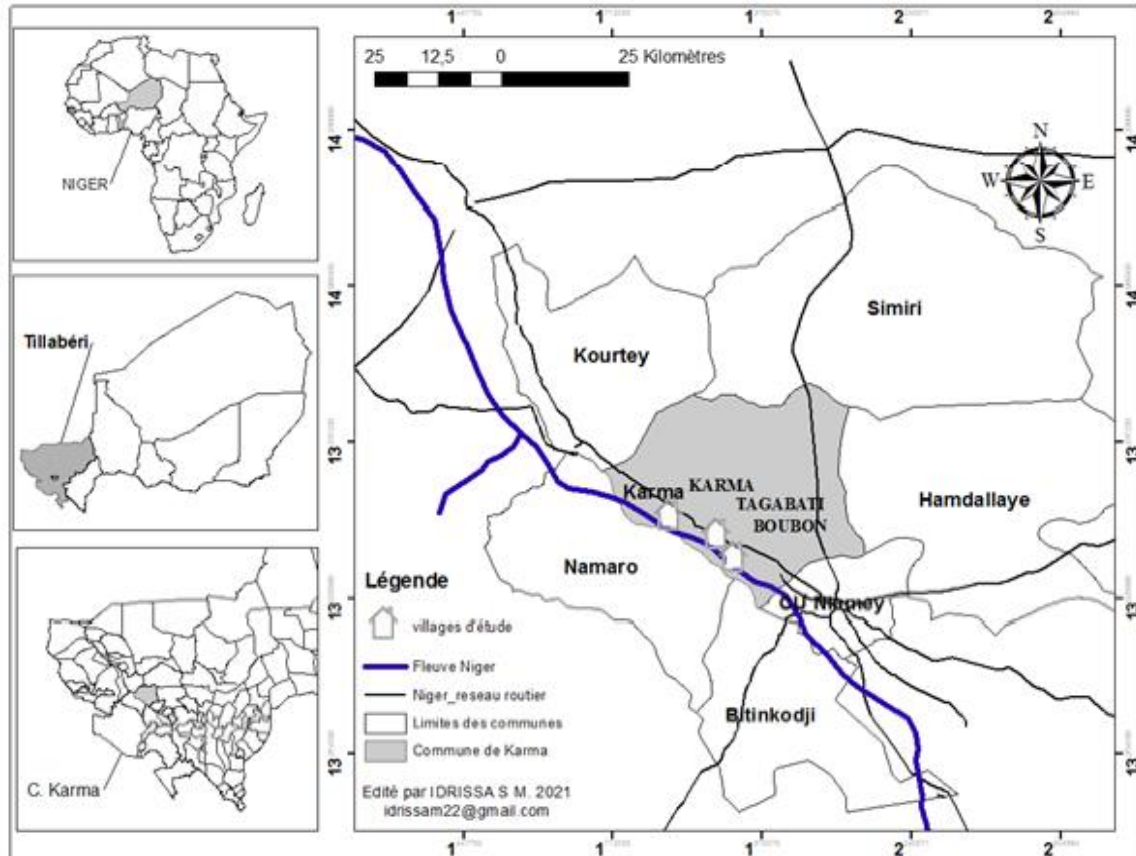 NIGER
Tillabéri
C. Karma
1 1 1 2 2
25 12,5 0 25 Kilomètres
N
W E
S
14
14
13
13
13
14
14
13
13
13
Simiri
Kourtey
Karma
KARMA
TAGABATI
BOUBON
Hamdallaye
Namaro
CU Niamey
Bitinkodji
Légende
villages d'étude
Fleuve Niger
Niger_reseau routier
Limites des communes
Commune de Karma
Edité par IDRISSA S M. 2021
idrissam22@gmail.com
1 1 1 2 2